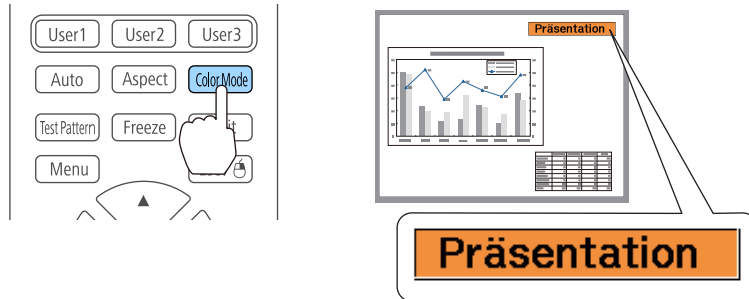 User1 User2 User3
Auto Aspect Color Mode
Test Pattern Freeze
Menu
Präsentation
Präsentation